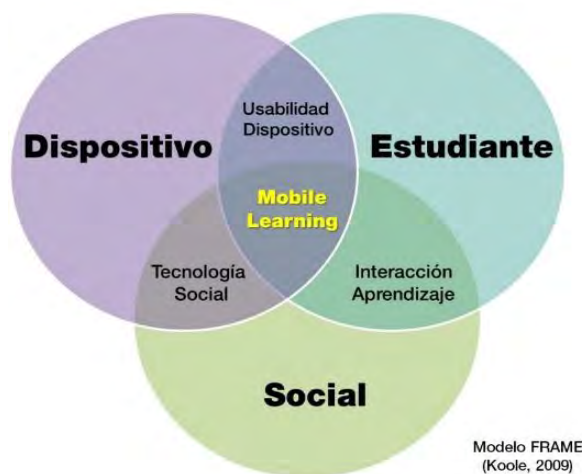 Usabilidad
Dispositivo
Dispositivo
Estudiante
Mobile
Learning
Tecnología
Social
Interacción
Aprendizaje
Social
Modelo FRAME
(Koole, 2009)